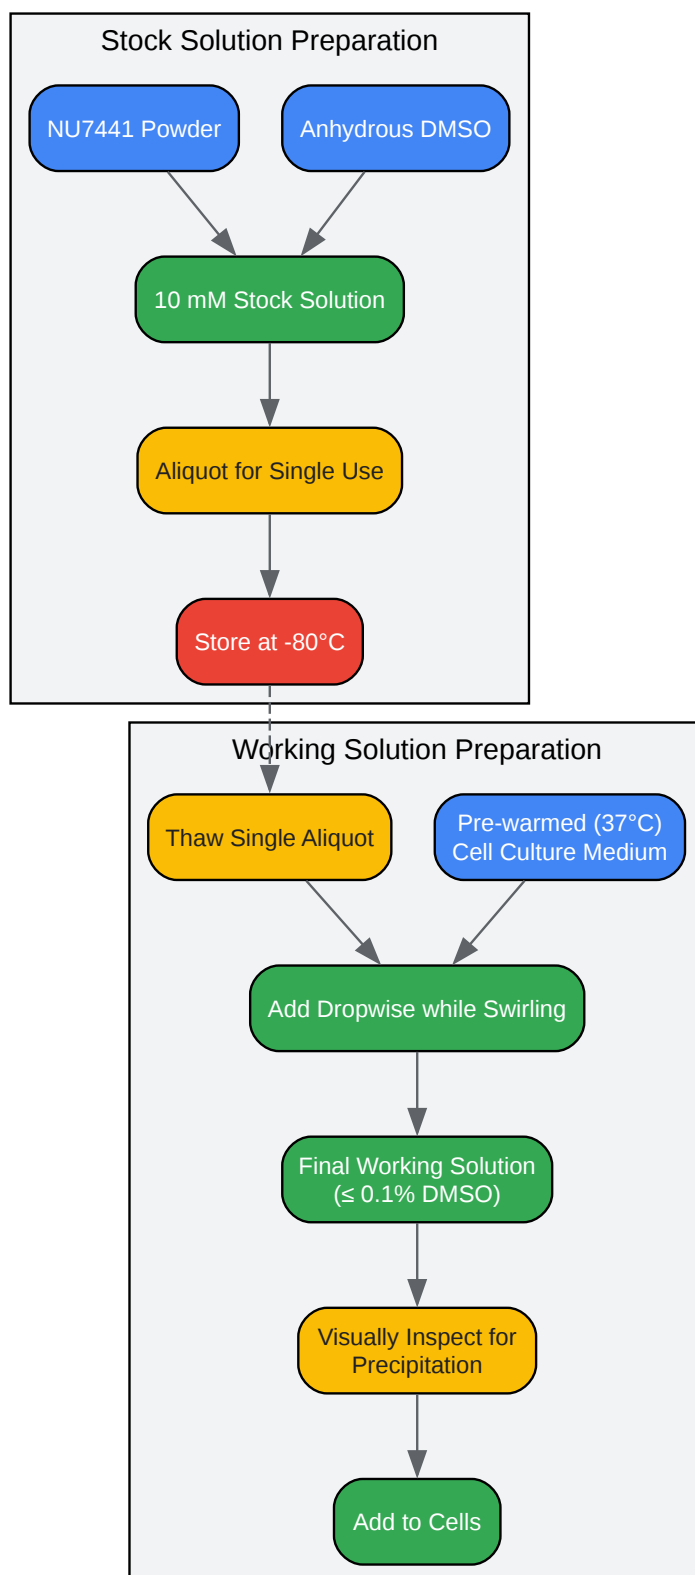 Stock Solution Preparation
NU7441 Powder
Anhydrous DMSO
10 mM Stock Solution
Aliquot for Single Use
Store at -80°C
Working Solution Preparation
Thaw Single Aliquot
Pre-warmed (37°C)
Cell Culture Medium
Add Dropwise while Swirling
Final Working Solution
(≤ 0.1% DMSO)
Visually Inspect for
Precipitation
Add to Cells